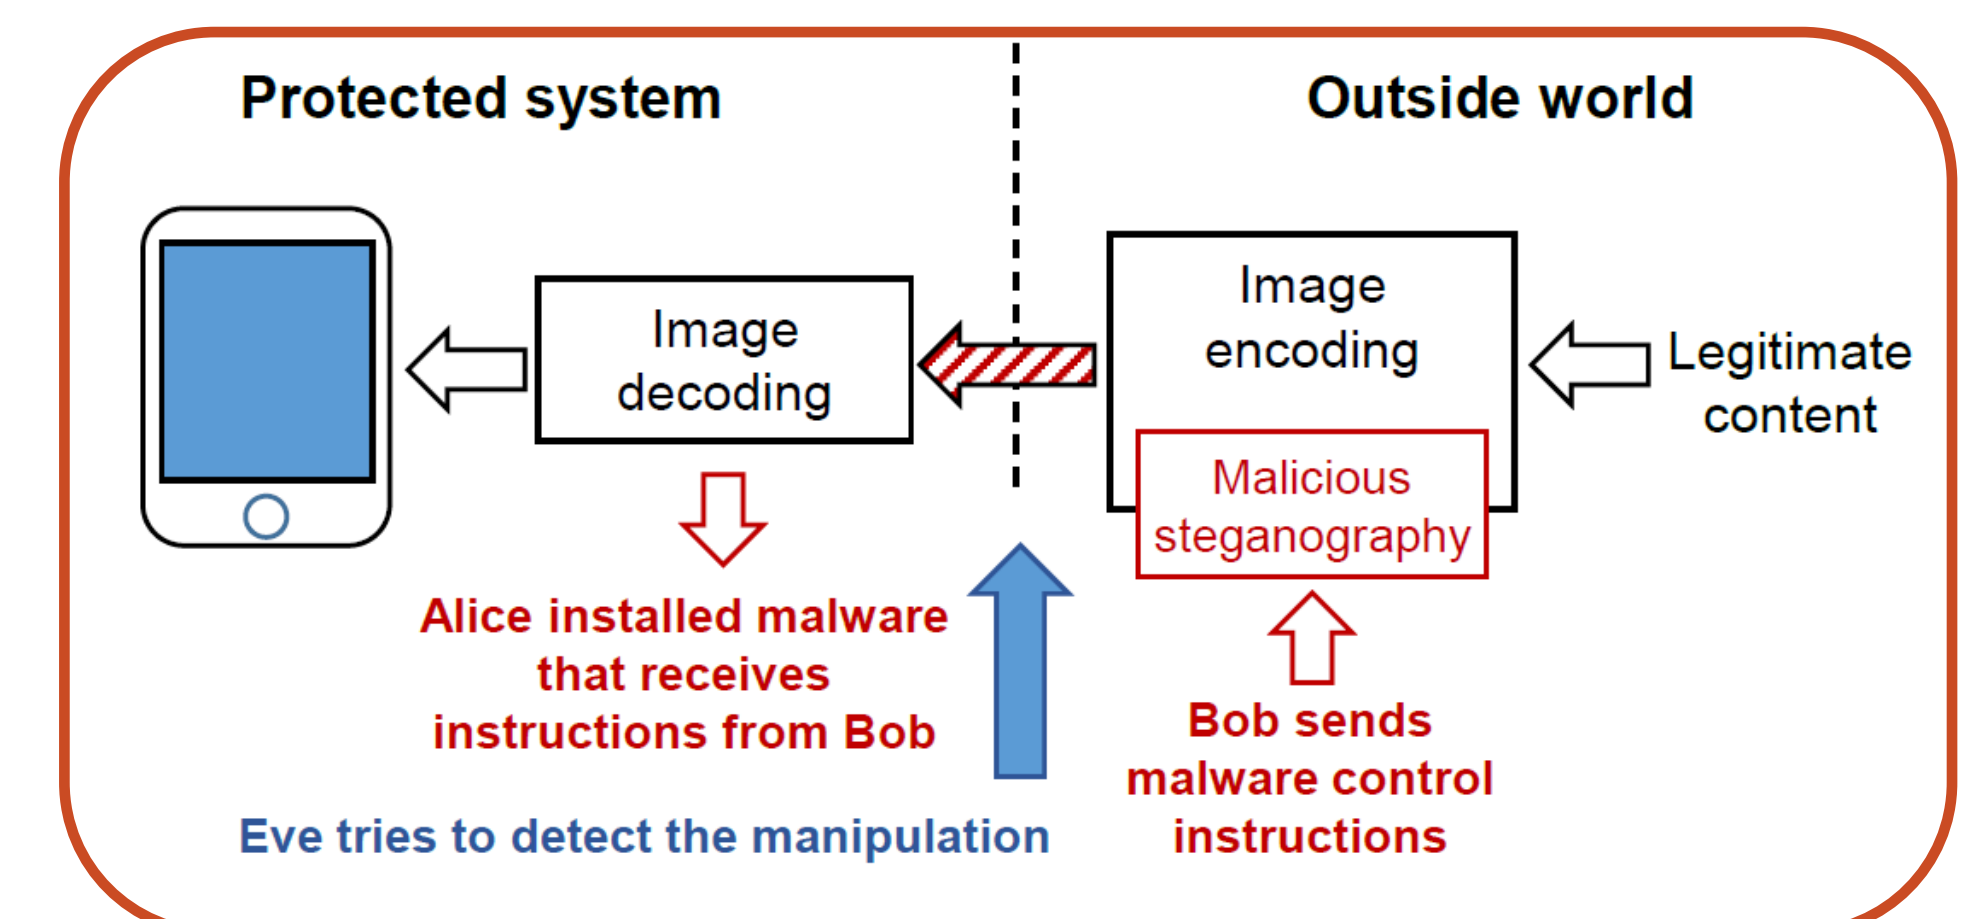 Protected system
Outside world
Image
decoding
Image
encoding
Malicious
steganography
Legitimate
content
Alice installed malware
that receives
instructions from Bob
Bob sends
malware control
instructions
Eve tries to detect the manipulation